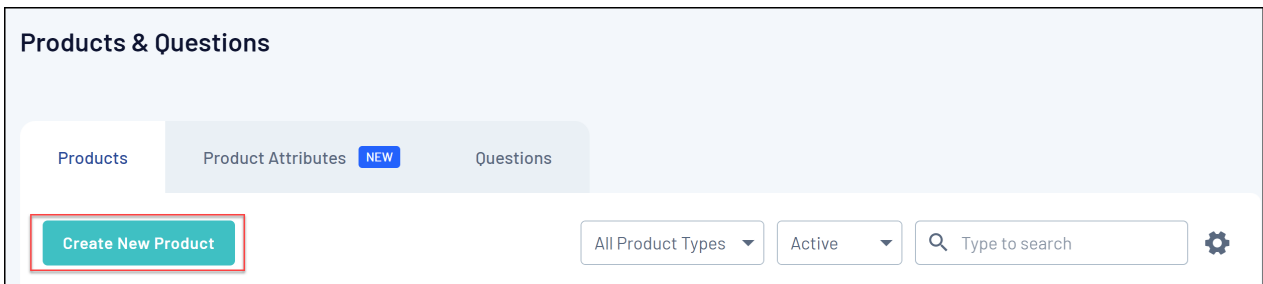 Products & Questions
Products
Product Attributes NEW
Questions
Create New Product
All Product Types
Active
Type to search